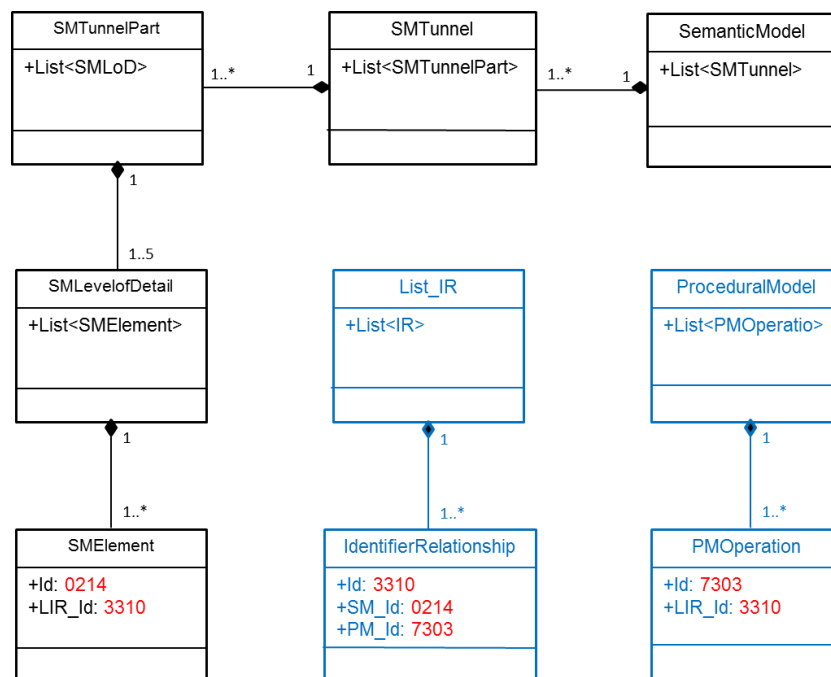 SMTunnelPart
+List<SMLoD>
SMTunnel
+List<SMTunnelPart>
SemanticModel
+List<SMTunnel>
1..*
1
1..*
1
1
1..5
SMLevelofDetail
+List<SMElement>
List_IR
+List<IR>
ProceduralModel
+List<PMOperatio>
1
1..*
1
1..*
1
1..*
SMElement
+Id: 0214
+LIR_Id: 3310
IdentifierRelationship
+Id: 3310
+SM_Id: 0214
+PM_Id: 7303
PMOperation
+Id: 7303
+LIR_Id: 3310